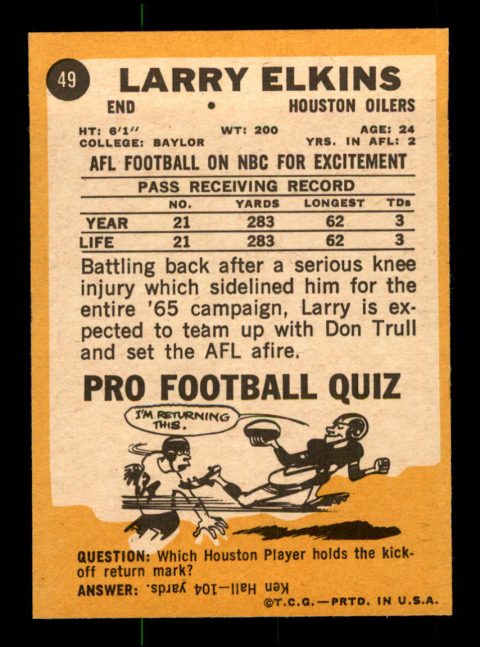 49
LARRY ELKINS
END • HOUSTON OILERS
HT: 6'1" WT: 200 AGE: 24
COLLEGE: BAYLOR YRS. IN AFL: 2
AFL FOOTBALL ON NBC FOR EXCITEMENT
PASS RECEIVING RECORD
NO. YARDS LONGEST TDs
YEAR 21 283 62 3
LIFE 21 283 62 3
Battling back after a serious knee
injury which sidelined him for the
entire '65 campaign, Larry is ex-
pected to team up with Don Trull
and set the AFL afire.
PRO FOOTBALL QUIZ
I'M RETURNING
THIS.
QUESTION: Which Houston Player holds the kick-
off return mark?
ANSWER: Ken Hall—104 yards.
©T.C.G.—PRTD. IN U.S.A.